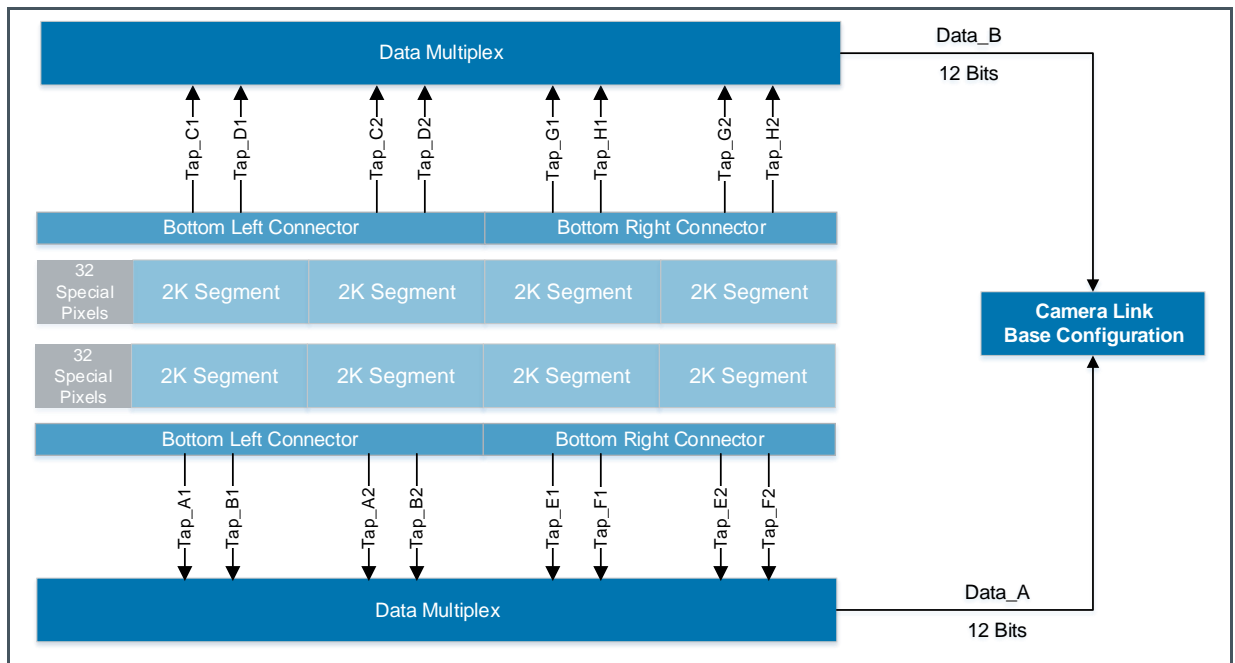 Data Multiplex
Data_B
12 Bits
Tap_C1
Tap_D1
Tap_C2
Tap_D2
Tap_G1
Tap_H1
Tap_G2
Tap_H2
Bottom Left Connector
Bottom Right Connector
32
Special
Pixels
2K Segment
2K Segment
2K Segment
2K Segment
Camera Link
Base Configuration
32
Special
Pixels
2K Segment
2K Segment
2K Segment
2K Segment
Bottom Left Connector
Bottom Right Connector
Tap_A1
Tap_B1
Tap_A2
Tap_B2
Tap_E1
Tap_F1
Tap_E2
Tap_F2
Data Multiplex
Data_A
12 Bits